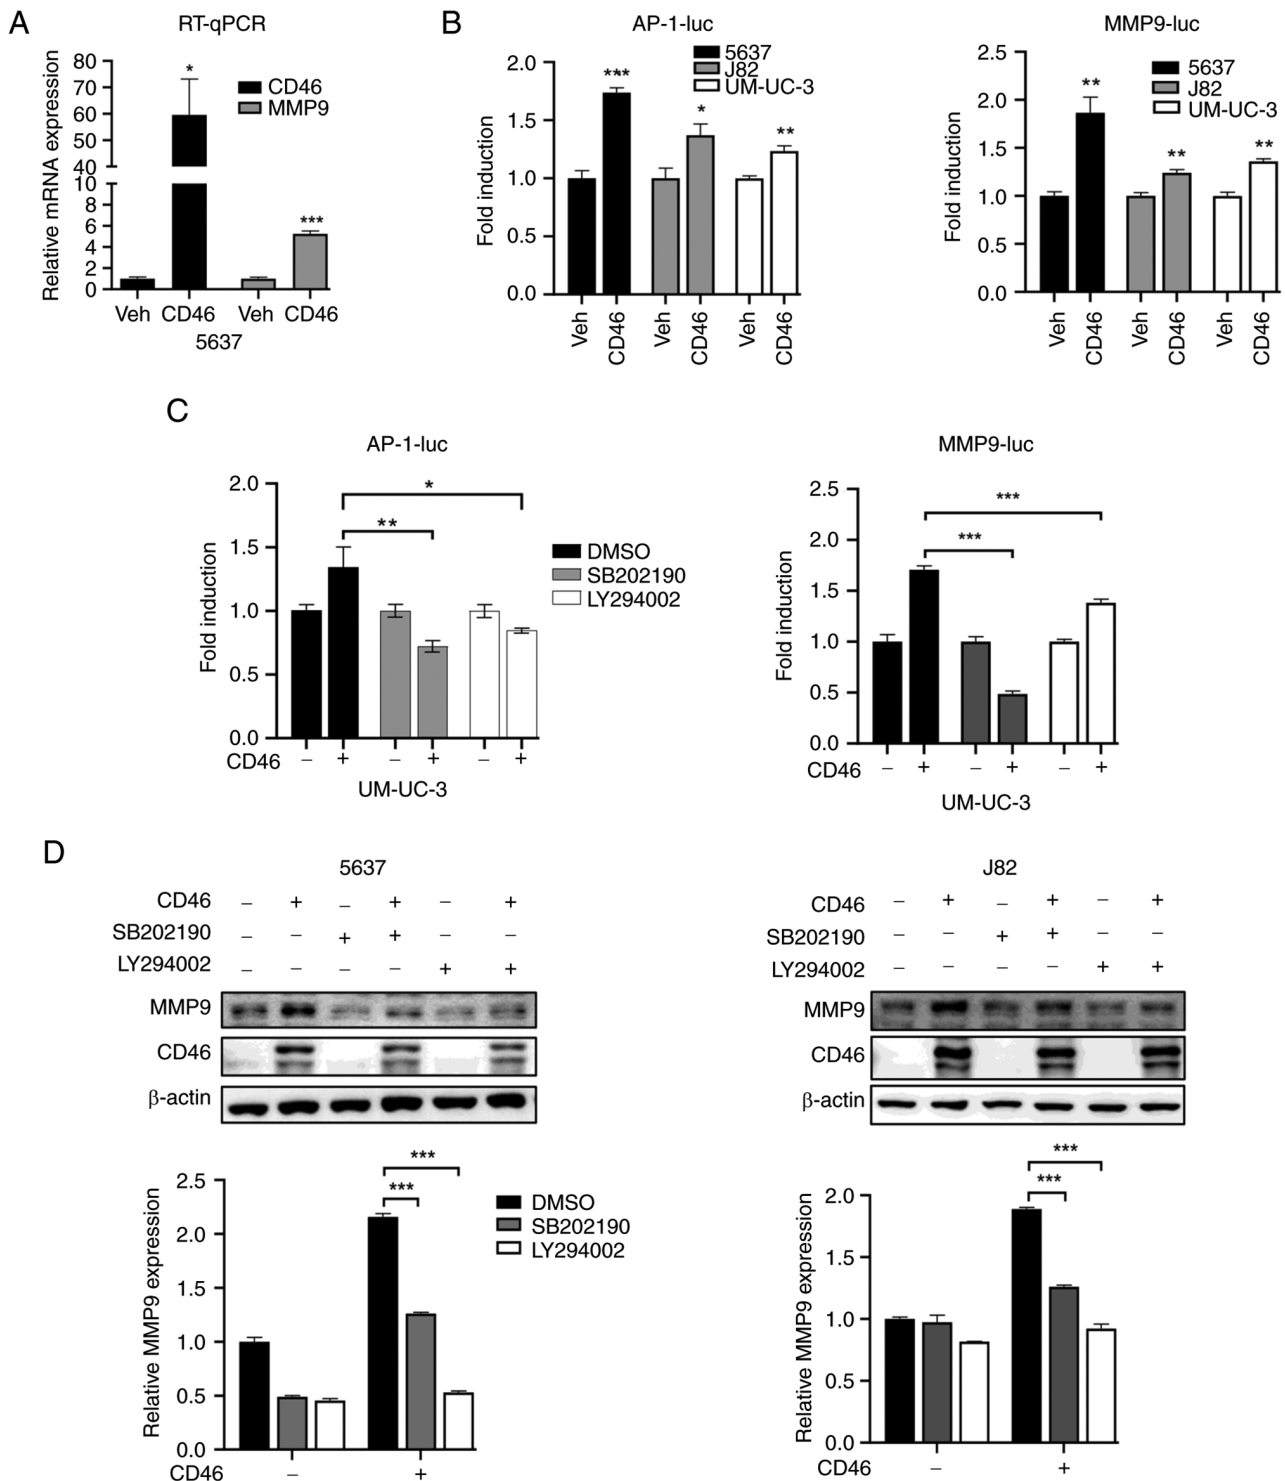 A
RT-qPCR
Relative mRNA expression
80
70
60
50
40
10
8
6
4
2
0
*
***
CD46
MMP9
Veh CD46 Veh CD46
5637
B
AP-1-luc
Fold induction
2.0
1.5
1.0
0.5
0.0
***
*
**
5637
J82
UM-UC-3
Veh CD46 Veh CD46 Veh CD46
MMP9-luc
Fold induction
2.5
2.0
1.5
1.0
0.5
0.0
**
**
**
5637
J82
UM-UC-3
Veh CD46 Veh CD46 Veh CD46
C
AP-1-luc
Fold induction
2.0
1.5
1.0
0.5
0.0
*
**
DMSO
SB202190
LY294002
CD46 – + – + – +
UM-UC-3
MMP9-luc
Fold induction
2.5
2.0
1.5
1.0
0.5
0.0
***
***
CD46 – + – + – +
UM-UC-3
D
5637
CD46 – + – + – +
SB202190 – – + + – –
LY294002 – – – – + +
MMP9
CD46
β-actin
Relative MMP9 expression
2.5
2.0
1.5
1.0
0.5
0.0
***
***
DMSO
SB202190
LY294002
CD46 – +
J82
CD46 – + – + – +
SB202190 – – + + – –
LY294002 – – – – + +
MMP9
CD46
β-actin
Relative MMP9 expression
2.0
1.5
1.0
0.5
0.0
***
***
CD46 – +